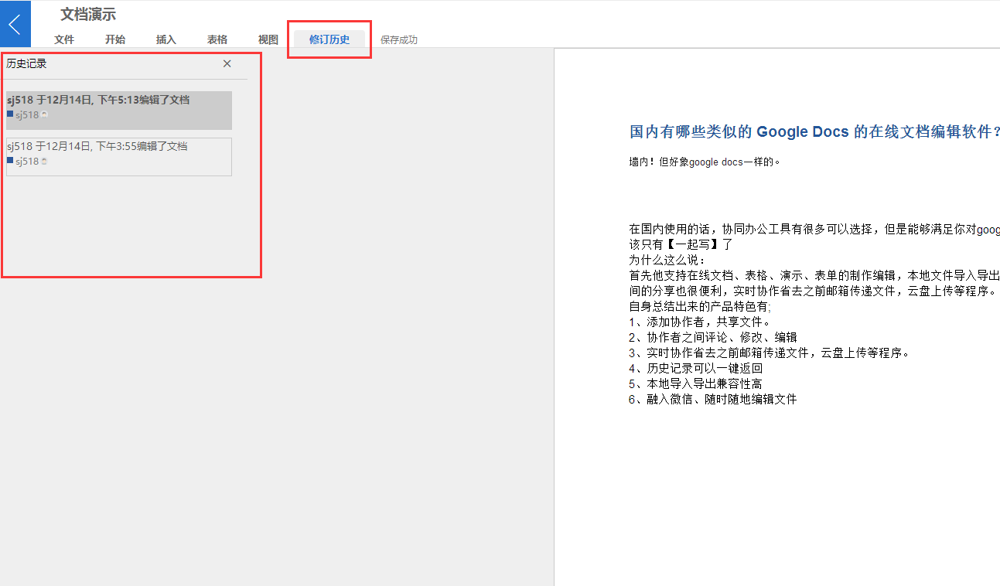 文档演示
文件 开始 插入 表格 视图 修订历史 保存成功
历史记录
sj518 于12月14日, 下午5:13编辑了文档
sj518
sj518 于12月14日, 下午3:55编辑了文档
sj518
国内有哪些类似的 Google Docs 的在线文档编辑软件?
墙内！但好象google docs一样的。
在国内使用的话，协同办公工具有很多可以选择，但是能够满足你对goog
该只有【一起写】了
为什么这么说：
首先他支持在线文档、表格、演示、表单的制作编辑，本地文件导入导出
间的分享也很便利，实时协作省去之前邮箱传递文件，云盘上传等程序。
自身总结出来的产品特色有;
1、添加协作者，共享文件。
2、协作者之间评论、修改、编辑
3、实时协作省去之前邮箱传递文件，云盘上传等程序。
4、历史记录可以一键返回
5、本地导入导出兼容性高
6、融入微信、随时随地编辑文件